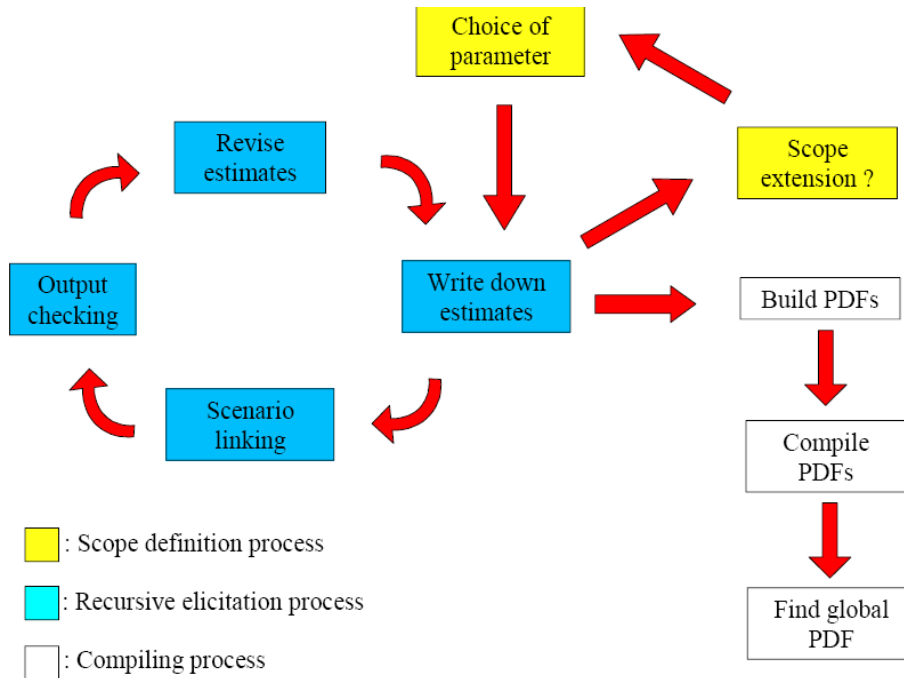 Choice of
parameter
Revise
estimates
Scope
extension ?
Output
checking
Write down
estimates
Build PDFs
Scenario
linking
Compile
PDFs
: Scope definition process
: Recursive elicitation process
Find global
PDF
: Compiling process